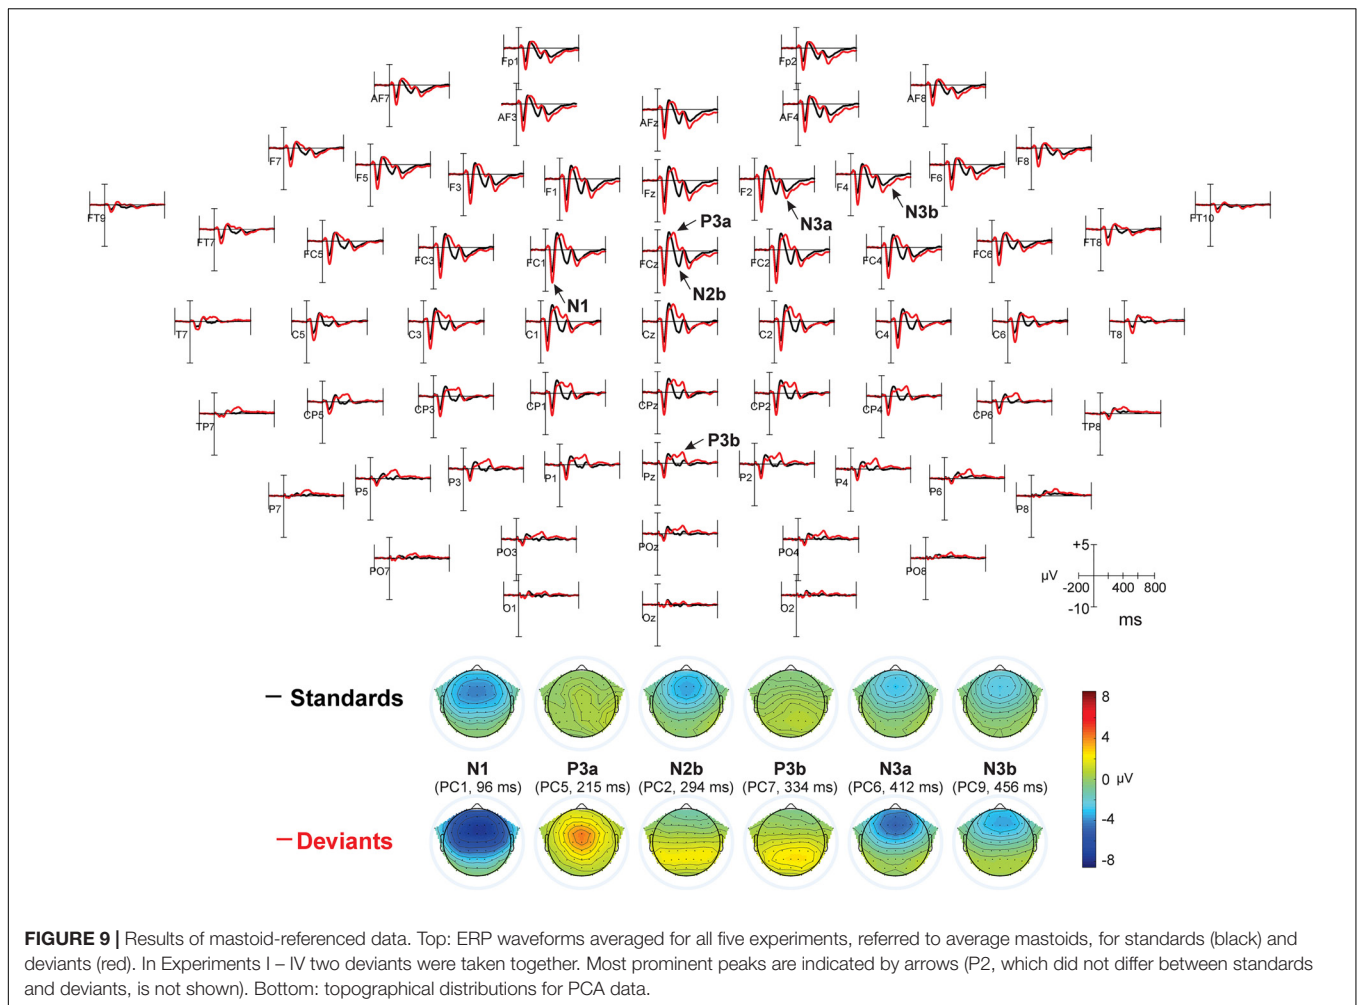 Fp1 Fp2
AF7 AF8
AF3 AFz AF4
F7 F8
F5 F3 F1 Fz F2 F4 F6
P3a N3a N3b
FT9 FT10
FT7 FT8
FC5 FC3 FC1 FCz FC2 FC4 FC6
N1 N2b
T7 C5 C3 C1 Cz C2 C4 C6 T8
TP7 CP5 CP3 CP1 CPz CP2 CP4 CP6 TP8
P3b
P7 P5 P3 P1 Pz P2 P4 P6 P8
PO7 PO3 POz PO4 PO8
O1 Oz O2
+5
µV
-200 400 800
-10
ms
Standards
N1 P3a N2b P3b N3a N3b
(PC1, 96 ms) (PC5, 215 ms) (PC2, 294 ms) (PC7, 334 ms) (PC6, 412 ms) (PC9, 456 ms)
Deviants
8
4
0 µV
-4
-8
FIGURE 9 | Results of mastoid-referenced data. Top: ERP waveforms averaged for all five experiments, referred to average mastoids, for standards (black) and
deviants (red). In Experiments I – IV two deviants were taken together. Most prominent peaks are indicated by arrows (P2, which did not differ between standards
and deviants, is not shown). Bottom: topographical distributions for PCA data.